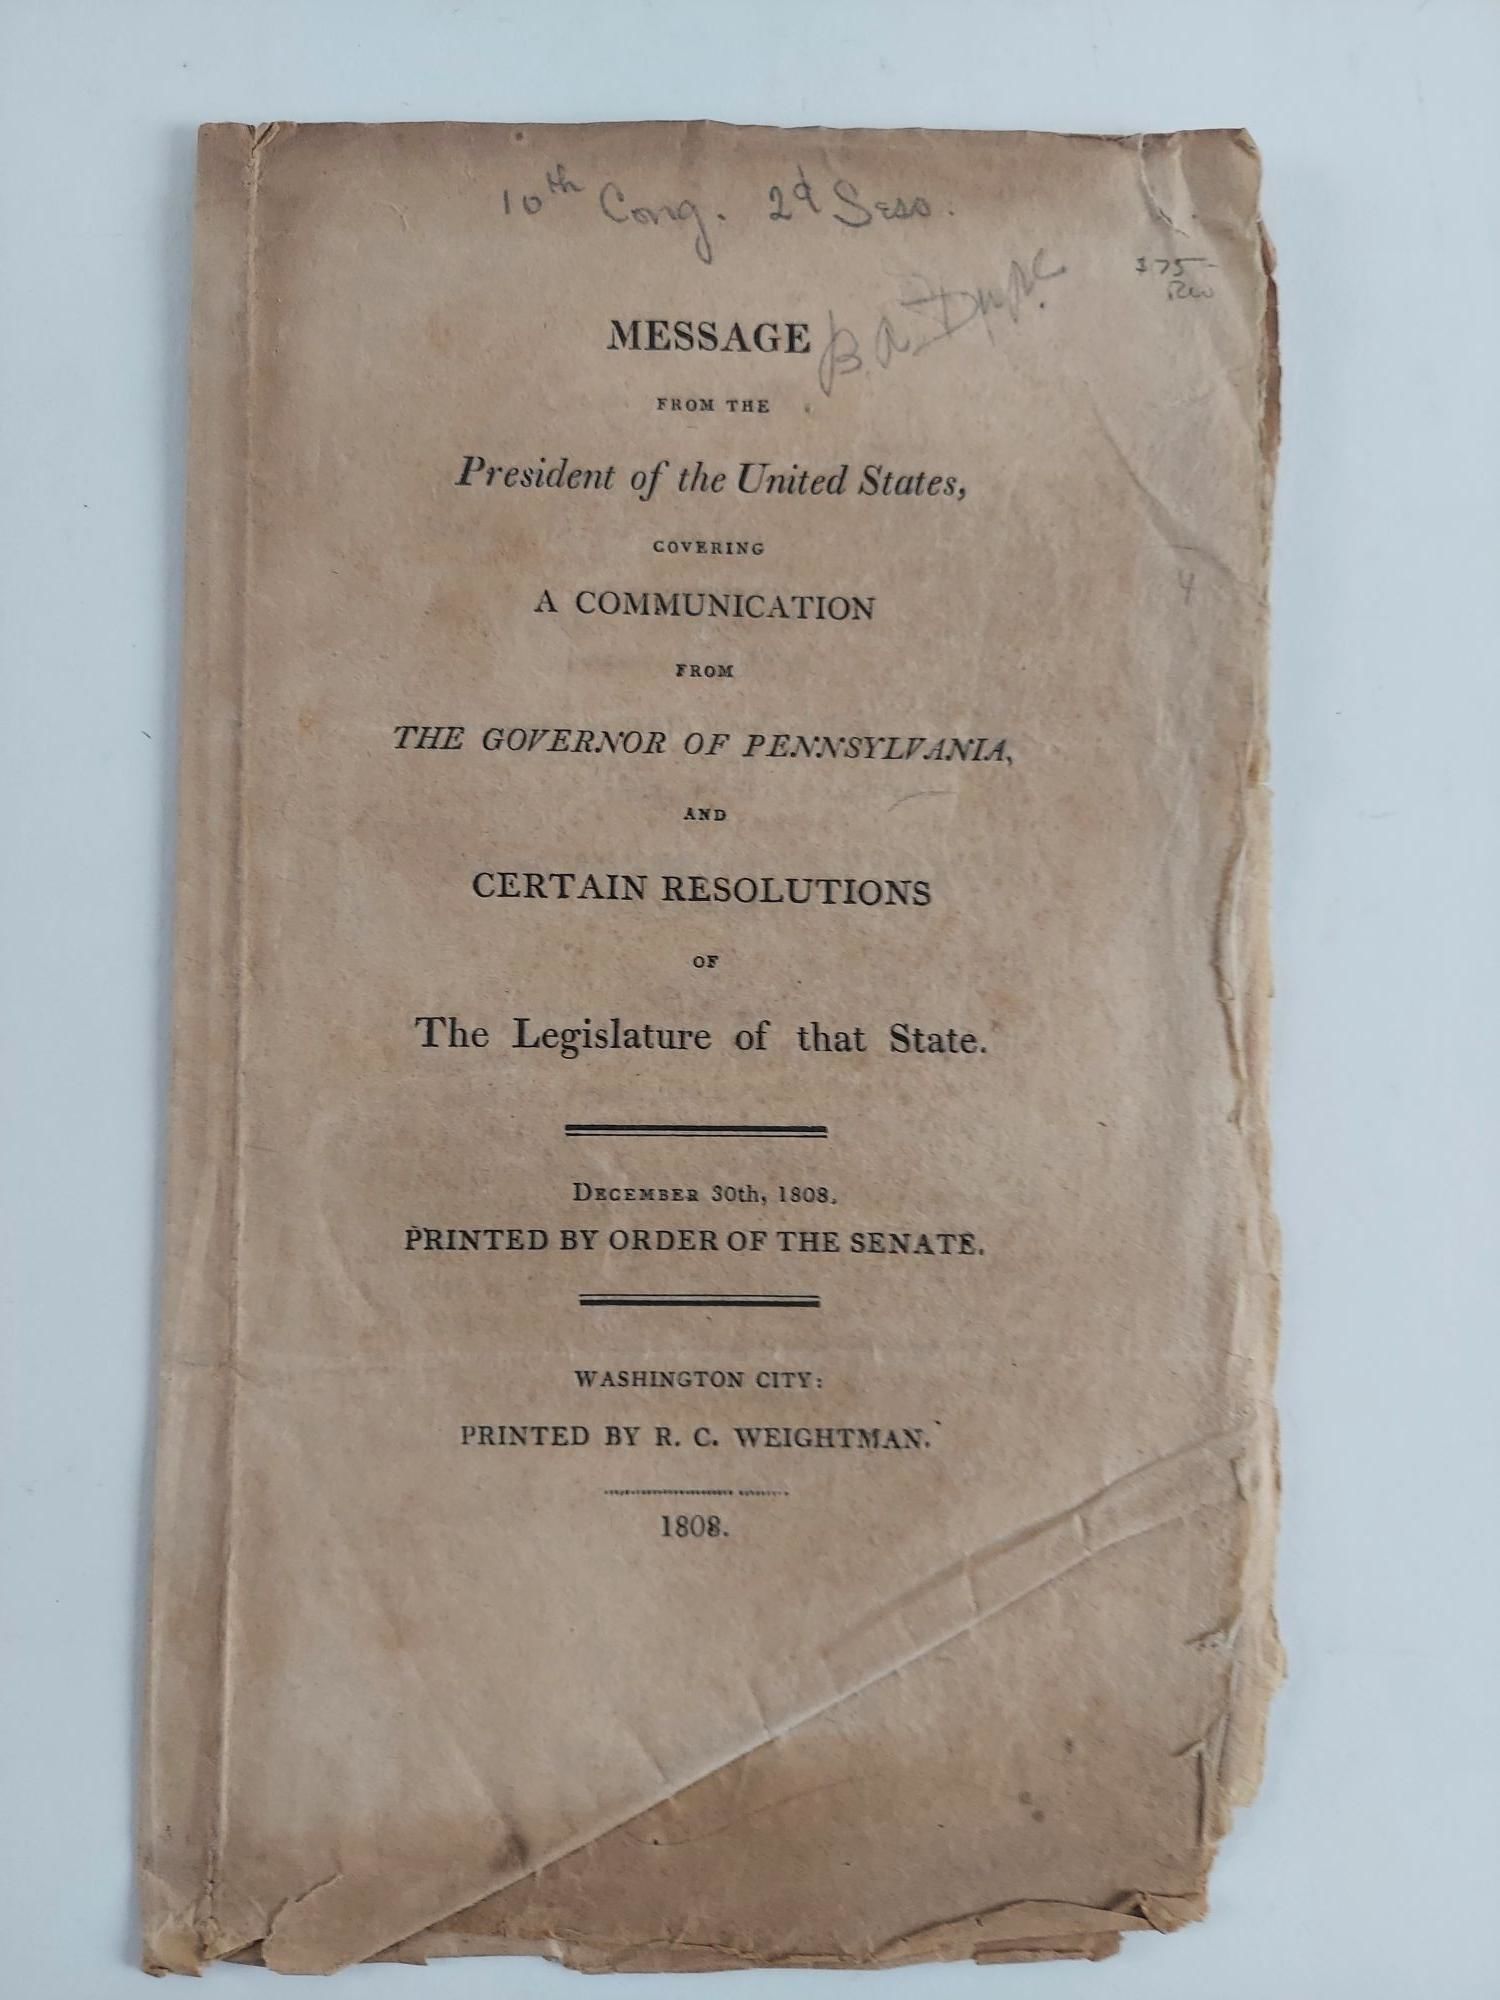 10th Cong. 2d Sess.
$75-
MESSAGE
FROM THE
President of the United States,
COVERING
A COMMUNICATION
FROM
THE GOVERNOR OF PENNSYLVANIA,
AND
CERTAIN RESOLUTIONS
OF
The Legislature of that State.
DECEMBER 30th, 1808.
PRINTED BY ORDER OF THE SENATE.
WASHINGTON CITY:
PRINTED BY R. C. WEIGHTMAN.
1808.
4